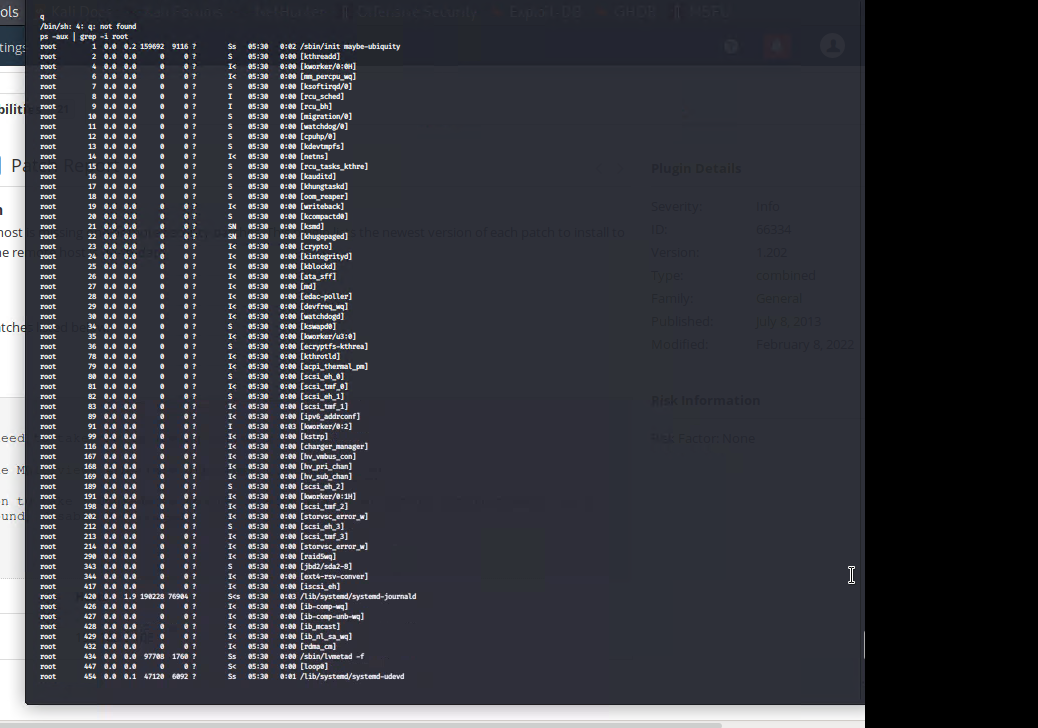 ols Kali Docs Kali Forums NetHunter Offensive Security Exploit-DB GHDB MSFU
q
/bin/sh: 4: q: not found
ps -aux | grep -i root
root 1 0.0 0.2 159692 9116 ? Ss 05:30 0:02 /sbin/init maybe-ubiquity
root 2 0.0 0.0 0 0 ? S 05:30 0:00 [kthreadd]
root 4 0.0 0.0 0 0 ? I< 05:30 0:00 [kworker/0:0H]
root 6 0.0 0.0 0 0 ? I< 05:30 0:00 [mm_percpu_wq]
root 7 0.0 0.0 0 0 ? S 05:30 0:00 [ksoftirqd/0]
root 8 0.0 0.0 0 0 ? I 05:30 0:00 [rcu_sched]
root 9 0.0 0.0 0 0 ? I 05:30 0:00 [rcu_bh]
root 10 0.0 0.0 0 0 ? S 05:30 0:00 [migration/0]
root 11 0.0 0.0 0 0 ? S 05:30 0:00 [watchdog/0]
root 12 0.0 0.0 0 0 ? S 05:30 0:00 [cpuhp/0]
root 13 0.0 0.0 0 0 ? S 05:30 0:00 [kdevtmpfs]
root 14 0.0 0.0 0 0 ? I< 05:30 0:00 [netns]
root 15 0.0 0.0 0 0 ? S 05:30 0:00 [rcu_tasks_kthre]
root 16 0.0 0.0 0 0 ? S 05:30 0:00 [kauditd]
root 17 0.0 0.0 0 0 ? S 05:30 0:00 [khungtaskd]
root 18 0.0 0.0 0 0 ? S 05:30 0:00 [oom_reaper]
root 19 0.0 0.0 0 0 ? I< 05:30 0:00 [writeback]
root 20 0.0 0.0 0 0 ? S 05:30 0:00 [kcompactd0]
root 21 0.0 0.0 0 0 ? SN 05:30 0:00 [ksmd]
root 22 0.0 0.0 0 0 ? SN 05:30 0:00 [khugepaged]
root 23 0.0 0.0 0 0 ? I< 05:30 0:00 [crypto]
root 24 0.0 0.0 0 0 ? I< 05:30 0:00 [kintegrityd]
root 25 0.0 0.0 0 0 ? I< 05:30 0:00 [kblockd]
root 26 0.0 0.0 0 0 ? I< 05:30 0:00 [ata_sff]
root 27 0.0 0.0 0 0 ? I< 05:30 0:00 [md]
root 28 0.0 0.0 0 0 ? I< 05:30 0:00 [edac-poller]
root 29 0.0 0.0 0 0 ? I< 05:30 0:00 [devfreq_wq]
root 30 0.0 0.0 0 0 ? I< 05:30 0:00 [watchdogd]
root 34 0.0 0.0 0 0 ? S 05:30 0:00 [kswapd0]
root 35 0.0 0.0 0 0 ? I< 05:30 0:00 [kworker/u3:0]
root 36 0.0 0.0 0 0 ? S 05:30 0:00 [ecryptfs-kthrea]
root 78 0.0 0.0 0 0 ? I< 05:30 0:00 [kthrotld]
root 79 0.0 0.0 0 0 ? I< 05:30 0:00 [acpi_thermal_pm]
root 80 0.0 0.0 0 0 ? S 05:30 0:00 [scsi_eh_0]
root 81 0.0 0.0 0 0 ? I< 05:30 0:00 [scsi_tmf_0]
root 82 0.0 0.0 0 0 ? S 05:30 0:00 [scsi_eh_1]
root 83 0.0 0.0 0 0 ? I< 05:30 0:00 [scsi_tmf_1]
root 89 0.0 0.0 0 0 ? I< 05:30 0:00 [ipv6_addrconf]
root 91 0.0 0.0 0 0 ? I 05:30 0:03 [kworker/0:2]
root 99 0.0 0.0 0 0 ? I< 05:30 0:00 [kstrp]
root 116 0.0 0.0 0 0 ? I< 05:30 0:00 [charger_manager]
root 167 0.0 0.0 0 0 ? I< 05:30 0:00 [hv_vmbus_con]
root 168 0.0 0.0 0 0 ? I< 05:30 0:00 [hv_pri_chan]
root 169 0.0 0.0 0 0 ? I< 05:30 0:00 [hv_sub_chan]
root 189 0.0 0.0 0 0 ? S 05:30 0:00 [scsi_eh_2]
root 191 0.0 0.0 0 0 ? I< 05:30 0:00 [kworker/0:1H]
root 198 0.0 0.0 0 0 ? I< 05:30 0:00 [scsi_tmf_2]
root 202 0.0 0.0 0 0 ? I< 05:30 0:00 [storvsc_error_w]
root 212 0.0 0.0 0 0 ? S 05:30 0:00 [scsi_eh_3]
root 213 0.0 0.0 0 0 ? I< 05:30 0:00 [scsi_tmf_3]
root 214 0.0 0.0 0 0 ? I< 05:30 0:00 [storvsc_error_w]
root 290 0.0 0.0 0 0 ? I< 05:30 0:00 [raid5wq]
root 343 0.0 0.0 0 0 ? S 05:30 0:00 [jbd2/sda2-8]
root 344 0.0 0.0 0 0 ? I< 05:30 0:00 [ext4-rsv-conver]
root 417 0.0 0.0 0 0 ? I< 05:30 0:00 [iscsi_eh]
root 420 0.0 1.9 190228 76904 ? S<s 05:30 0:03 /lib/systemd/systemd-journald
root 426 0.0 0.0 0 0 ? I< 05:30 0:00 [ib-comp-wq]
root 427 0.0 0.0 0 0 ? I< 05:30 0:00 [ib-comp-unb-wq]
root 428 0.0 0.0 0 0 ? I< 05:30 0:00 [ib_mcast]
root 429 0.0 0.0 0 0 ? I< 05:30 0:00 [ib_nl_sa_wq]
root 432 0.0 0.0 0 0 ? I< 05:30 0:00 [rdma_cm]
root 434 0.0 0.0 97708 1760 ? Ss 05:30 0:00 /sbin/lvmetad -f
root 447 0.0 0.0 0 0 ? S< 05:30 0:00 [loop0]
root 454 0.0 0.1 47120 6092 ? Ss 05:30 0:01 /lib/systemd/systemd-udevd
Plugin Details
Severity: Info
ID: 66334
Version: 1.202
Type: combined
Family: General
Published: July 8, 2013
Modified: February 8, 2022
Risk Information
Risk Factor: None